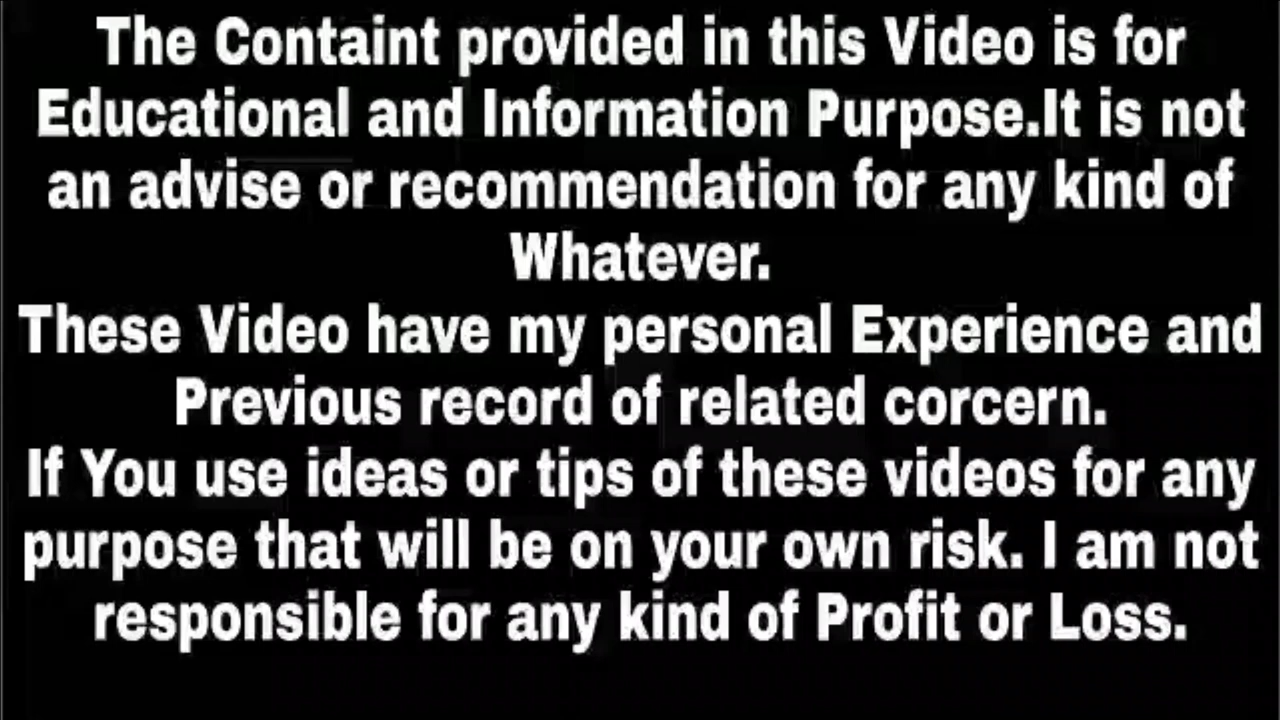 The Containt provided in this Video is for
Educational and Information Purpose.It is not
an advise or recommendation for any kind of
Whatever.
These Video have my personal Experience and
Previous record of related corcern.
If You use ideas or tips of these videos for any
purpose that will be on your own risk. I am not
responsible for any kind of Profit or Loss.